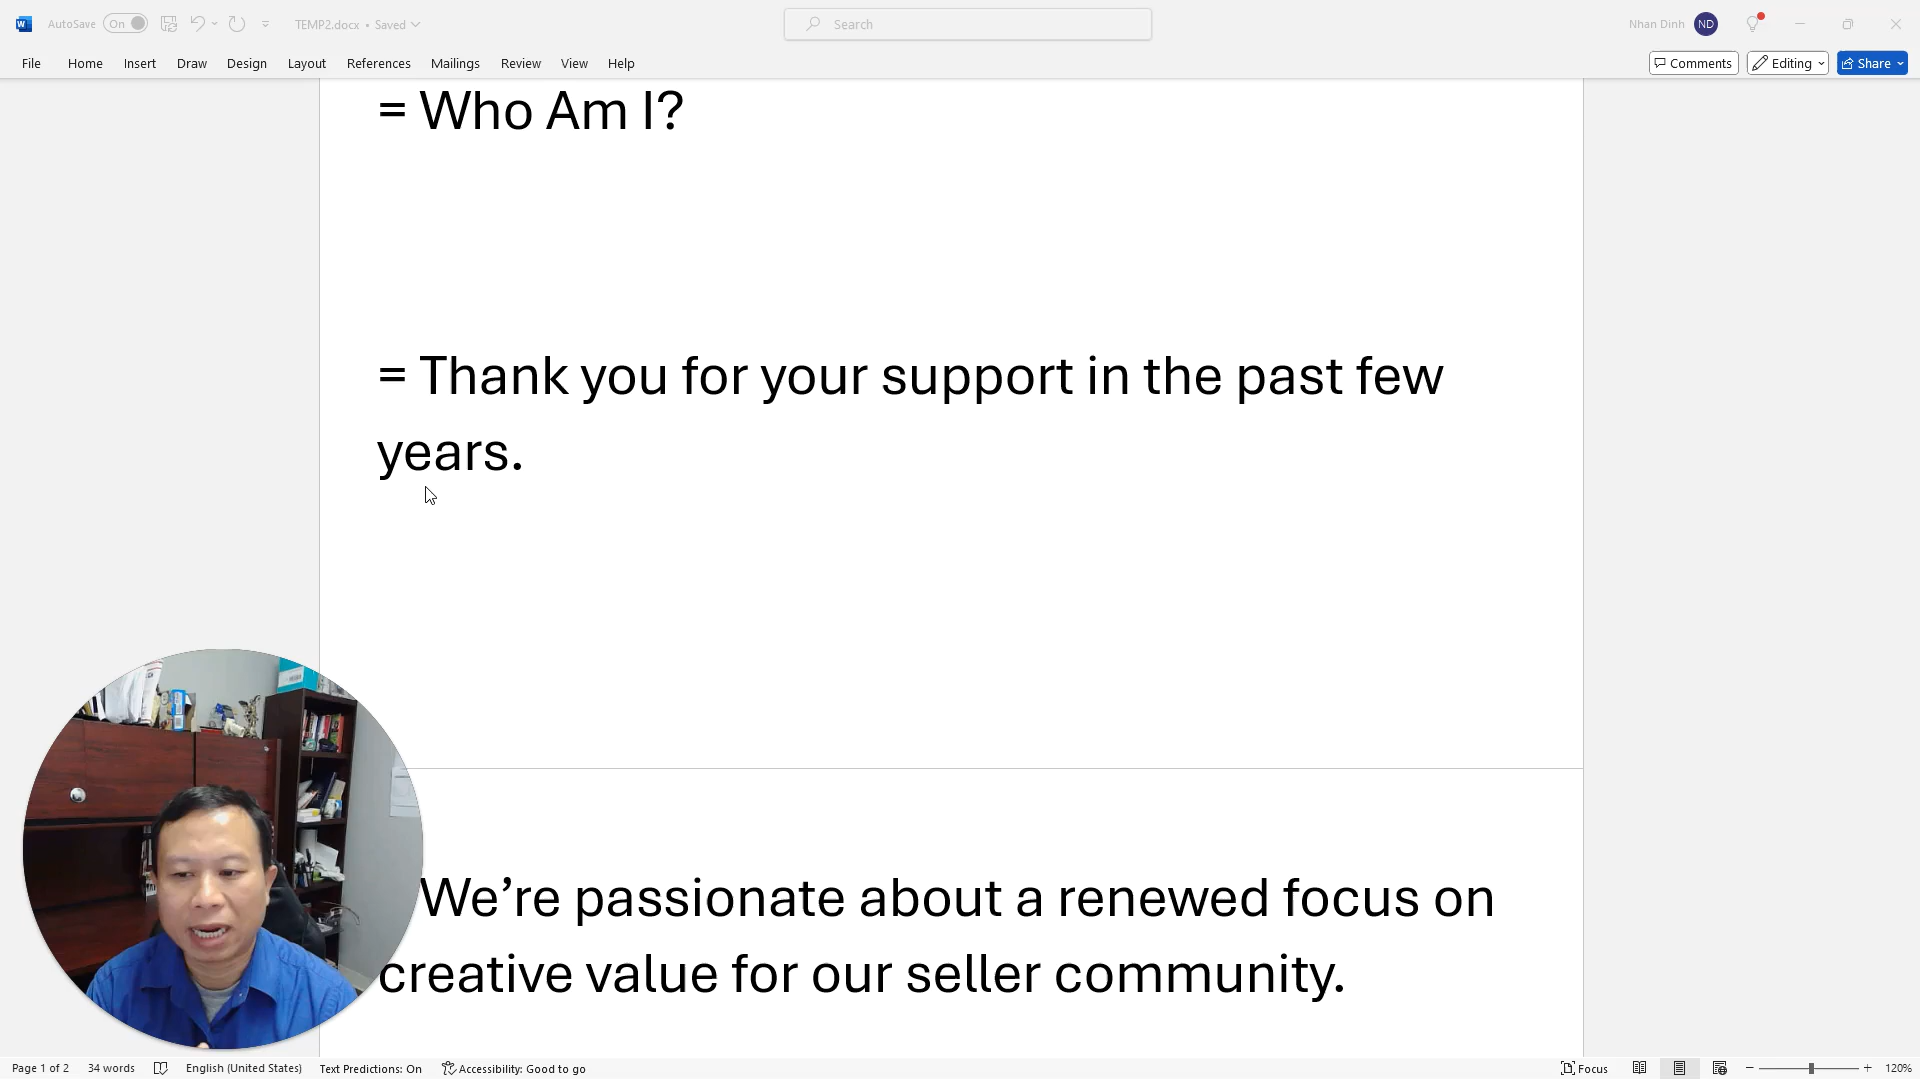 AutoSave On TEMP2.docx • Saved Search Nhan Dinh ND
File Home Insert Draw Design Layout References Mailings Review View Help Comments Editing Share
= Who Am I?
= Thank you for your support in the past few
years.
We’re passionate about a renewed focus on
creative value for our seller community.
Page 1 of 2 34 words English (United States) Text Predictions: On Accessibility: Good to go Focus 120%